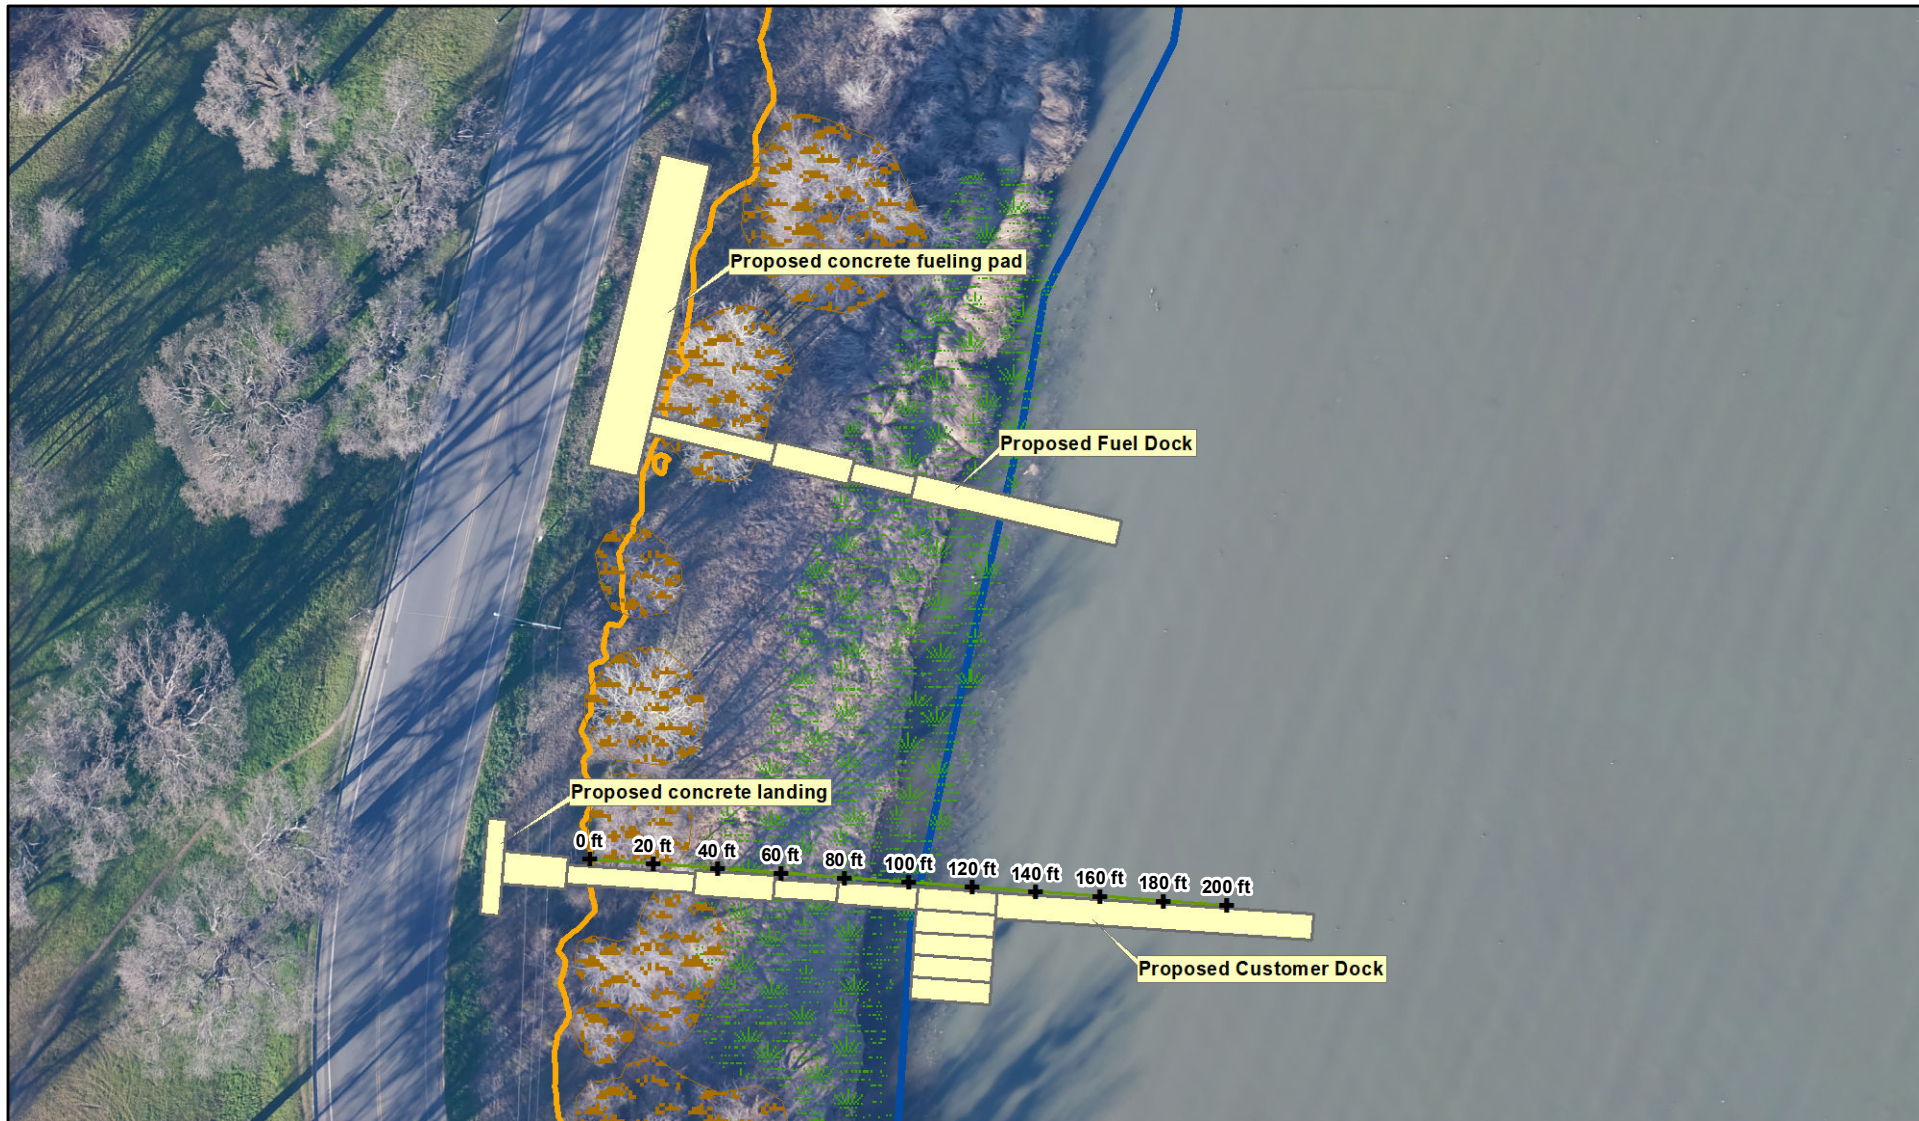 Proposed concrete fueling pad
Proposed Fuel Dock
Proposed concrete landing
0 ft
20 ft
40 ft
60 ft
80 ft
100 ft
120 ft
140 ft
160 ft
180 ft
200 ft
Proposed Customer Dock